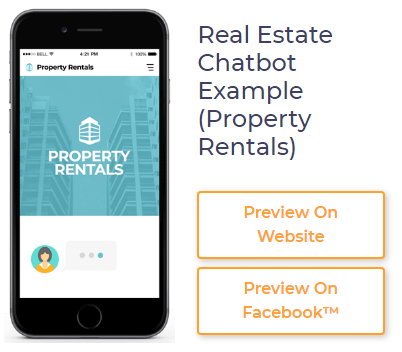 BELL 4:21 PM 100%
Property Rentals
PROPERTY
RENTALS
Real Estate
Chatbot
Example
(Property
Rentals)
Preview On
Website
Preview On
Facebook™